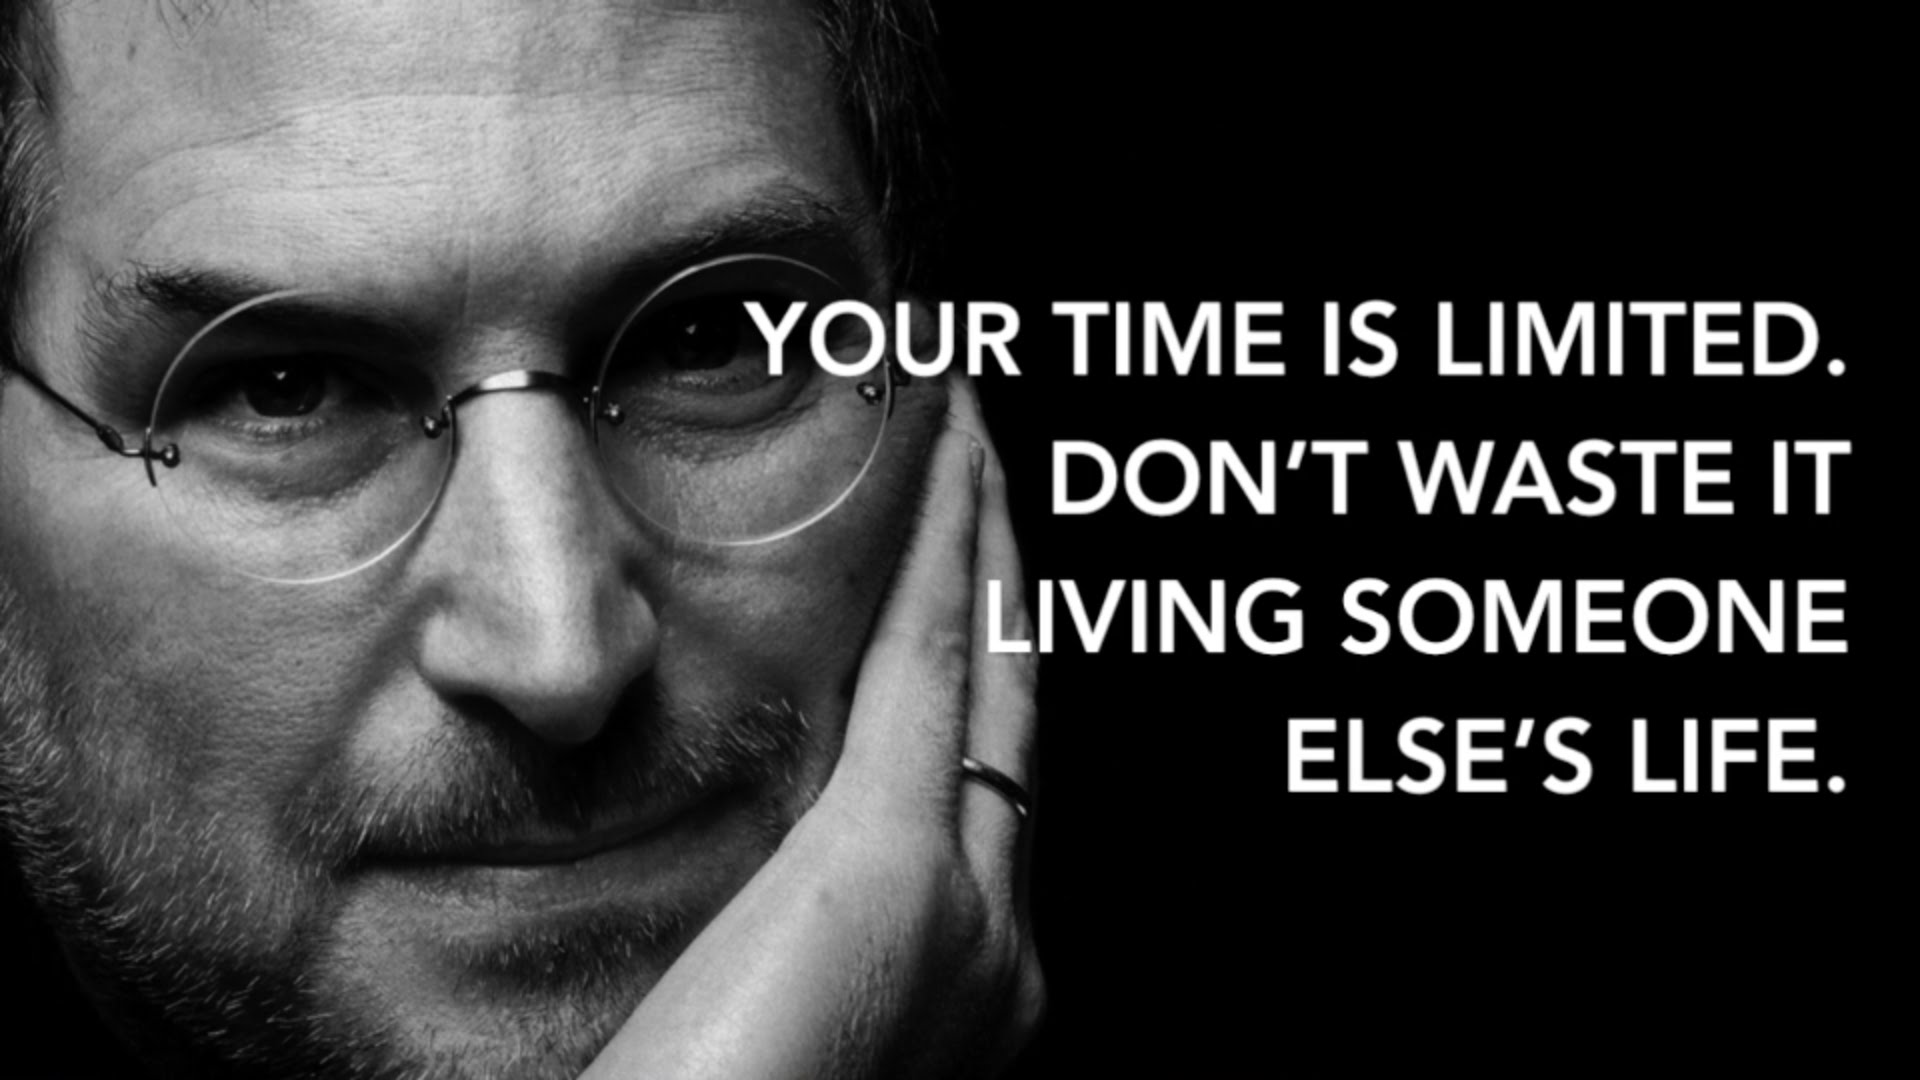 YOUR TIME IS LIMITED.
DON’T WASTE IT
LIVING SOMEONE
ELSE’S LIFE.